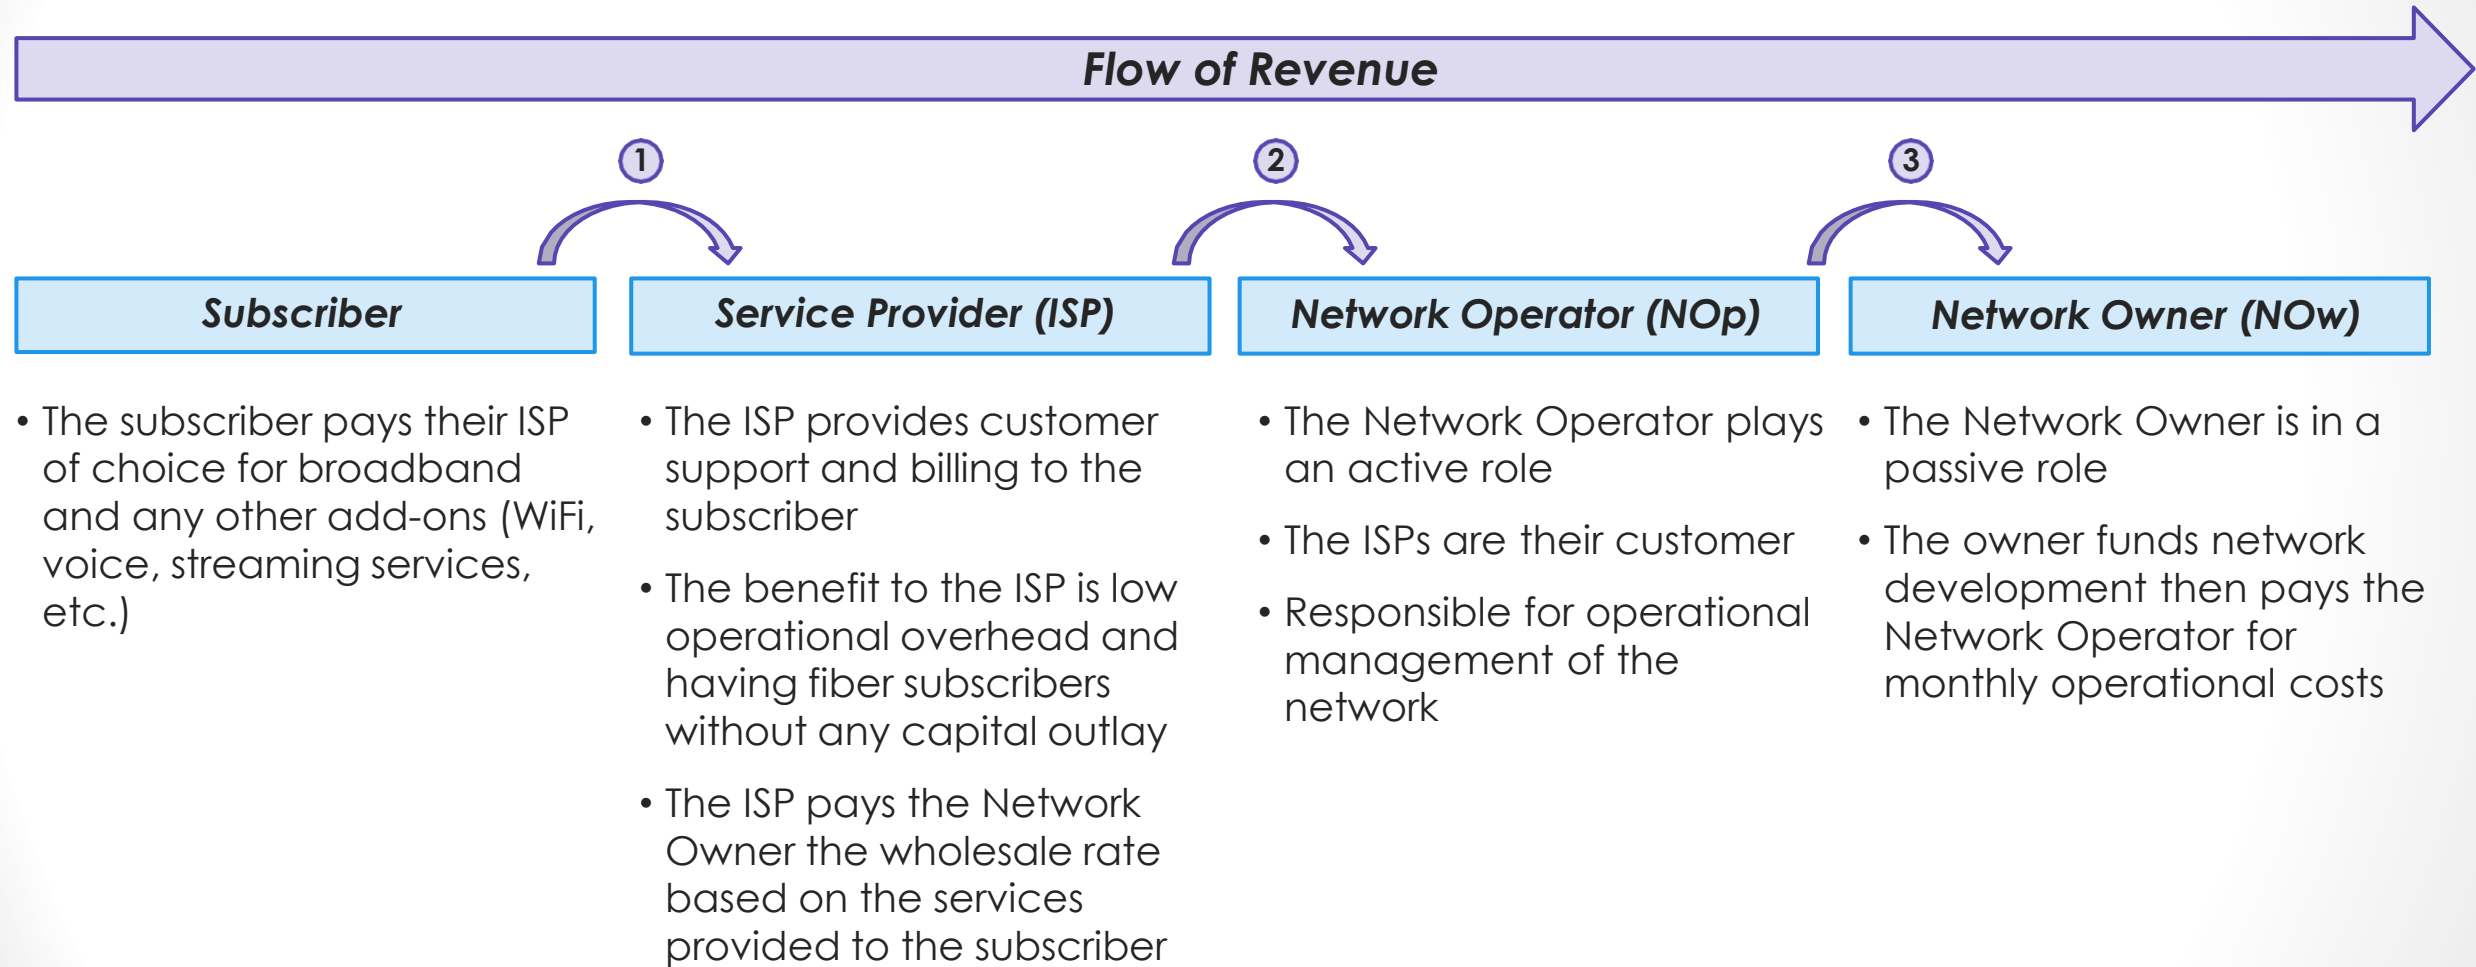 Flow of Revenue
1
2
3
Subscriber
Service Provider (ISP)
Network Operator (NOp)
Network Owner (NOw)
• The subscriber pays their ISP
of choice for broadband
and any other add-ons (WiFi,
voice, streaming services,
etc.)
• The ISP provides customer
support and billing to the
subscriber
• The benefit to the ISP is low
operational overhead and
having fiber subscribers
without any capital outlay
• The ISP pays the Network
Owner the wholesale rate
based on the services
provided to the subscriber
• The Network Operator plays
an active role
• The ISPs are their customer
• Responsible for operational
management of the
network
• The Network Owner is in a
passive role
• The owner funds network
development then pays the
Network Operator for
monthly operational costs